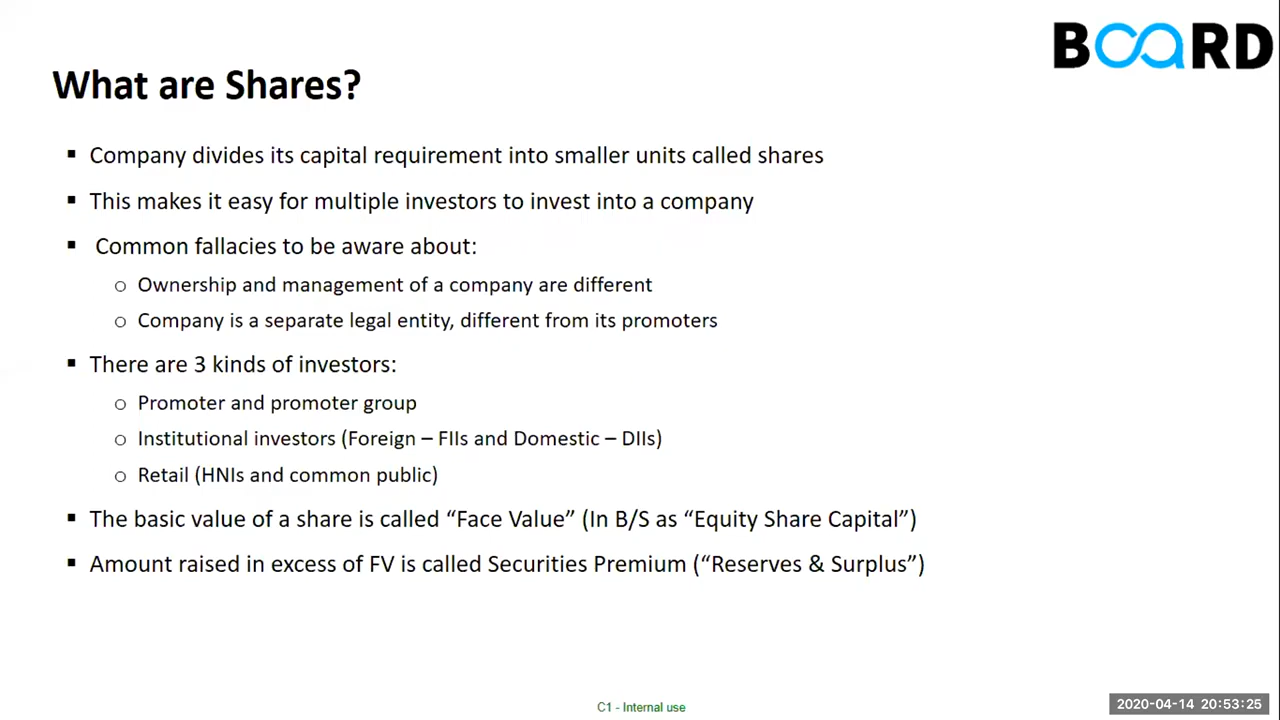 BOARD
What are Shares?
▪ Company divides its capital requirement into smaller units called shares
▪ This makes it easy for multiple investors to invest into a company
▪ Common fallacies to be aware about:
o Ownership and management of a company are different
o Company is a separate legal entity, different from its promoters
▪ There are 3 kinds of investors:
o Promoter and promoter group
o Institutional investors (Foreign – FIIs and Domestic – DIIs)
o Retail (HNIs and common public)
▪ The basic value of a share is called “Face Value” (In B/S as “Equity Share Capital”)
▪ Amount raised in excess of FV is called Securities Premium (“Reserves & Surplus”)
C1 - Internal use
2020-04-14 20:53:25